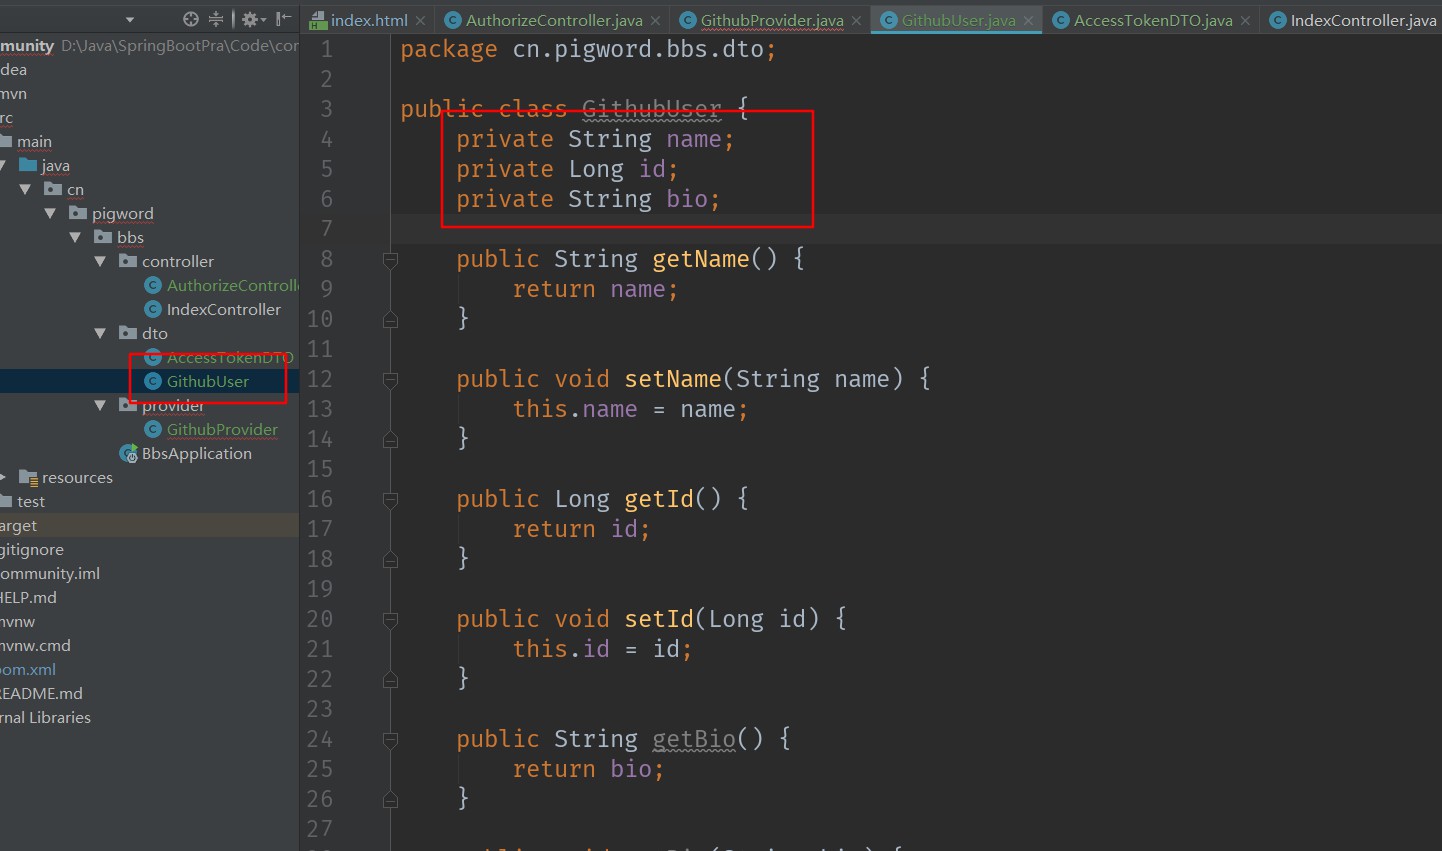 index.html
AuthorizeController.java
GithubProvider.java
GithubUser.java
AccessTokenDTO.java
IndexController.java
mmunity D:\Java\SpringBootPra\Code\co
dea
mvn
rc
main
java
cn
pigword
bbs
controller
AuthorizeControll
IndexController
dto
AccessTokenDTO
GithubUser
provider
GithubProvider
BbsApplication
resources
test
arget
gitignore
ommunity.iml
HELP.md
mvnw
mvnw.cmd
pom.xml
README.md
rnal Libraries
1 package cn.pigword.bbs.dto;
2
3 public class GithubUser {
4 private String name;
5 private Long id;
6 private String bio;
7
8 public String getName() {
9 return name;
10 }
11
12 public void setName(String name) {
13 this.name = name;
14 }
15
16 public Long getId() {
17 return id;
18 }
19
20 public void setId(Long id) {
21 this.id = id;
22 }
23
24 public String getBio() {
25 return bio;
26 }
27